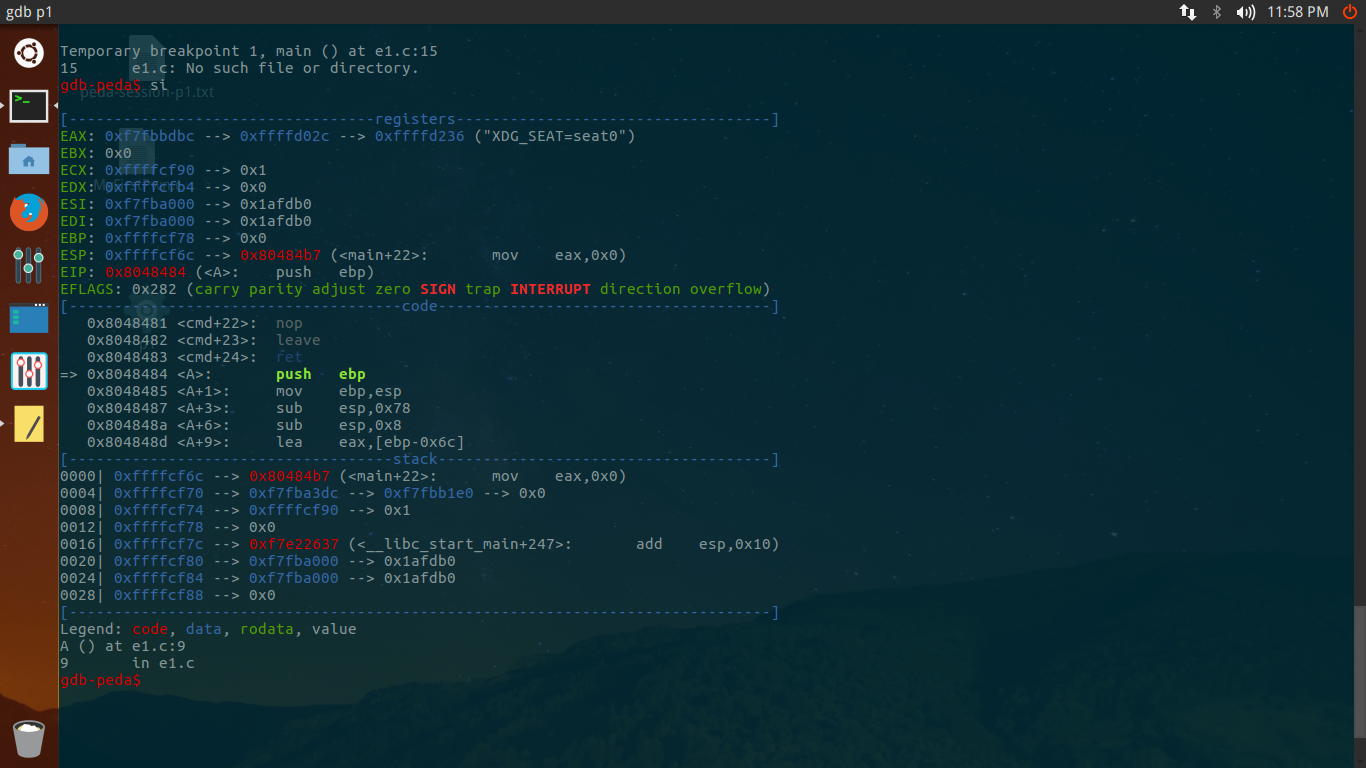 gdb p1
11:58 PM
Temporary breakpoint 1, main () at e1.c:15
15 e1.c: No such file or directory.
gdb-peda$ si
peda-session-p1.txt
[----------------------------------registers-----------------------------------]
EAX: 0xf7fbbdbc --> 0xffffd02c --> 0xffffd236 ("XDG_SEAT=seat0")
EBX: 0x0
ECX: 0xffffcf90 --> 0x1
EDX: 0xffffcfb4 --> 0x0
ESI: 0xf7fba000 --> 0x1afdb0
EDI: 0xf7fba000 --> 0x1afdb0
EBP: 0xffffcf78 --> 0x0
ESP: 0xffffcf6c --> 0x80484b7 (<main+22>: mov eax,0x0)
EIP: 0x8048484 (<A>: push ebp)
EFLAGS: 0x282 (carry parity adjust zero SIGN trap INTERRUPT direction overflow)
[-------------------------------------code-------------------------------------]
0x8048481 <cmd+22>: nop
0x8048482 <cmd+23>: leave
0x8048483 <cmd+24>: ret
=> 0x8048484 <A>: push ebp
0x8048485 <A+1>: mov ebp,esp
0x8048487 <A+3>: sub esp,0x78
0x804848a <A+6>: sub esp,0x8
0x804848d <A+9>: lea eax,[ebp-0x6c]
[------------------------------------stack-------------------------------------]
0000| 0xffffcf6c --> 0x80484b7 (<main+22>: mov eax,0x0)
0004| 0xffffcf70 --> 0xf7fba3dc --> 0xf7fbb1e0 --> 0x0
0008| 0xffffcf74 --> 0xffffcf90 --> 0x1
0012| 0xffffcf78 --> 0x0
0016| 0xffffcf7c --> 0xf7e22637 (<__libc_start_main+247>: add esp,0x10)
0020| 0xffffcf80 --> 0xf7fba000 --> 0x1afdb0
0024| 0xffffcf84 --> 0xf7fba000 --> 0x1afdb0
0028| 0xffffcf88 --> 0x0
[------------------------------------------------------------------------------]
Legend: code, data, rodata, value
A () at e1.c:9
9 in e1.c
gdb-peda$